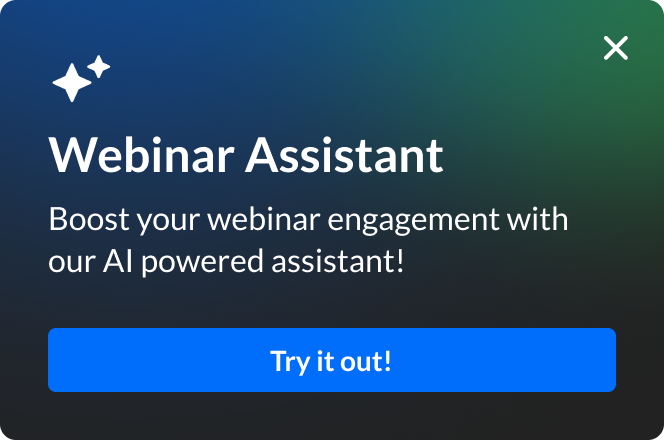 Webinar Assistant
Boost your webinar engagement with
our AI powered assistant!
Try it out!